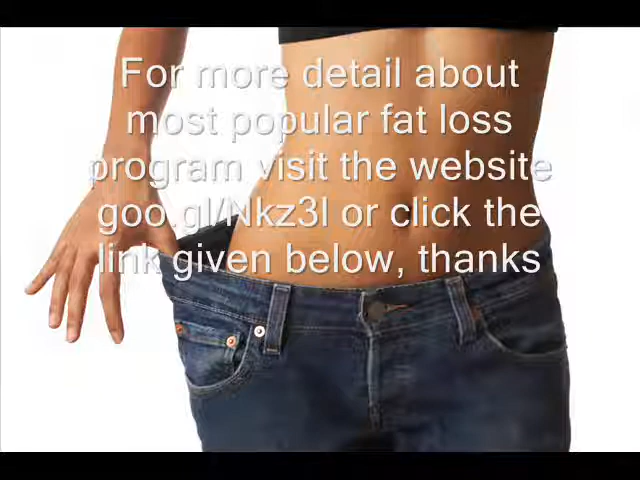 For more detail about
most popular fat loss
program visit the website
goo.gl/Nkz3l or click the
link given below, thanks